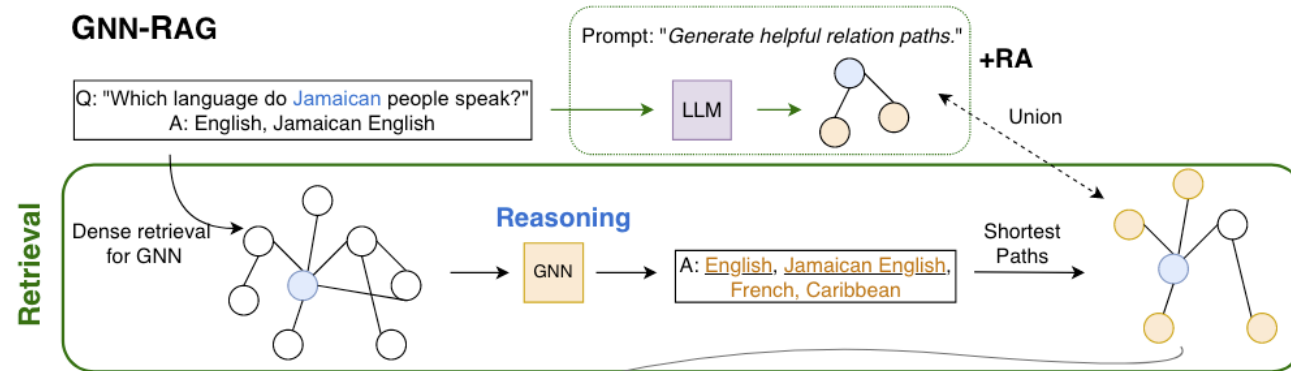 GNN-RAG
Prompt: "Generate helpful relation paths."
+RA
Q: "Which language do Jamaican people speak?"
A: English, Jamaican English
LLM
Union
Retrieval
Dense retrieval
for GNN
Reasoning
GNN
A: English, Jamaican English,
French, Caribbean
Shortest
Paths